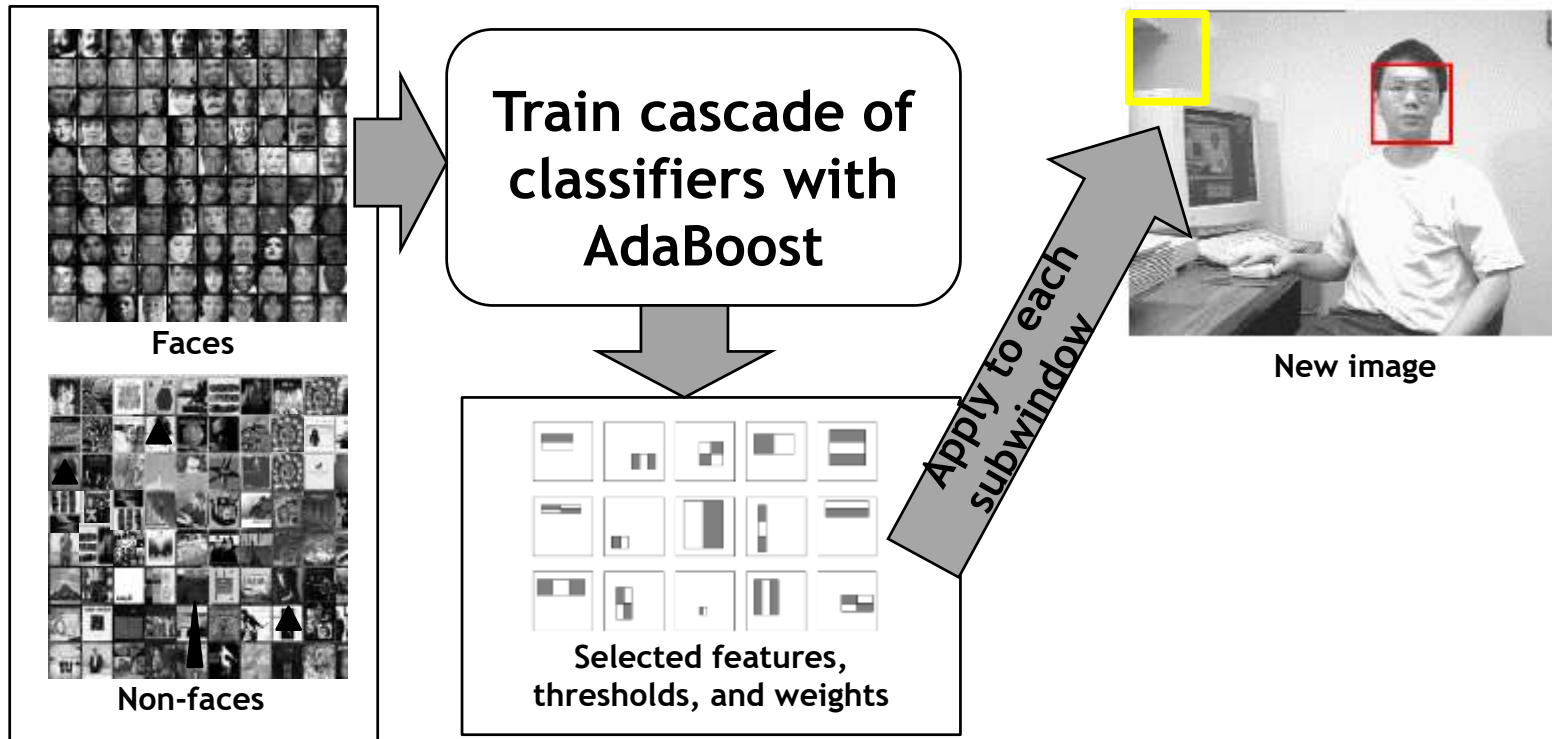 Faces
Non-faces
Train cascade of
classifiers with
AdaBoost
Selected features,
thresholds, and weights
Apply to each
subwindow
New image